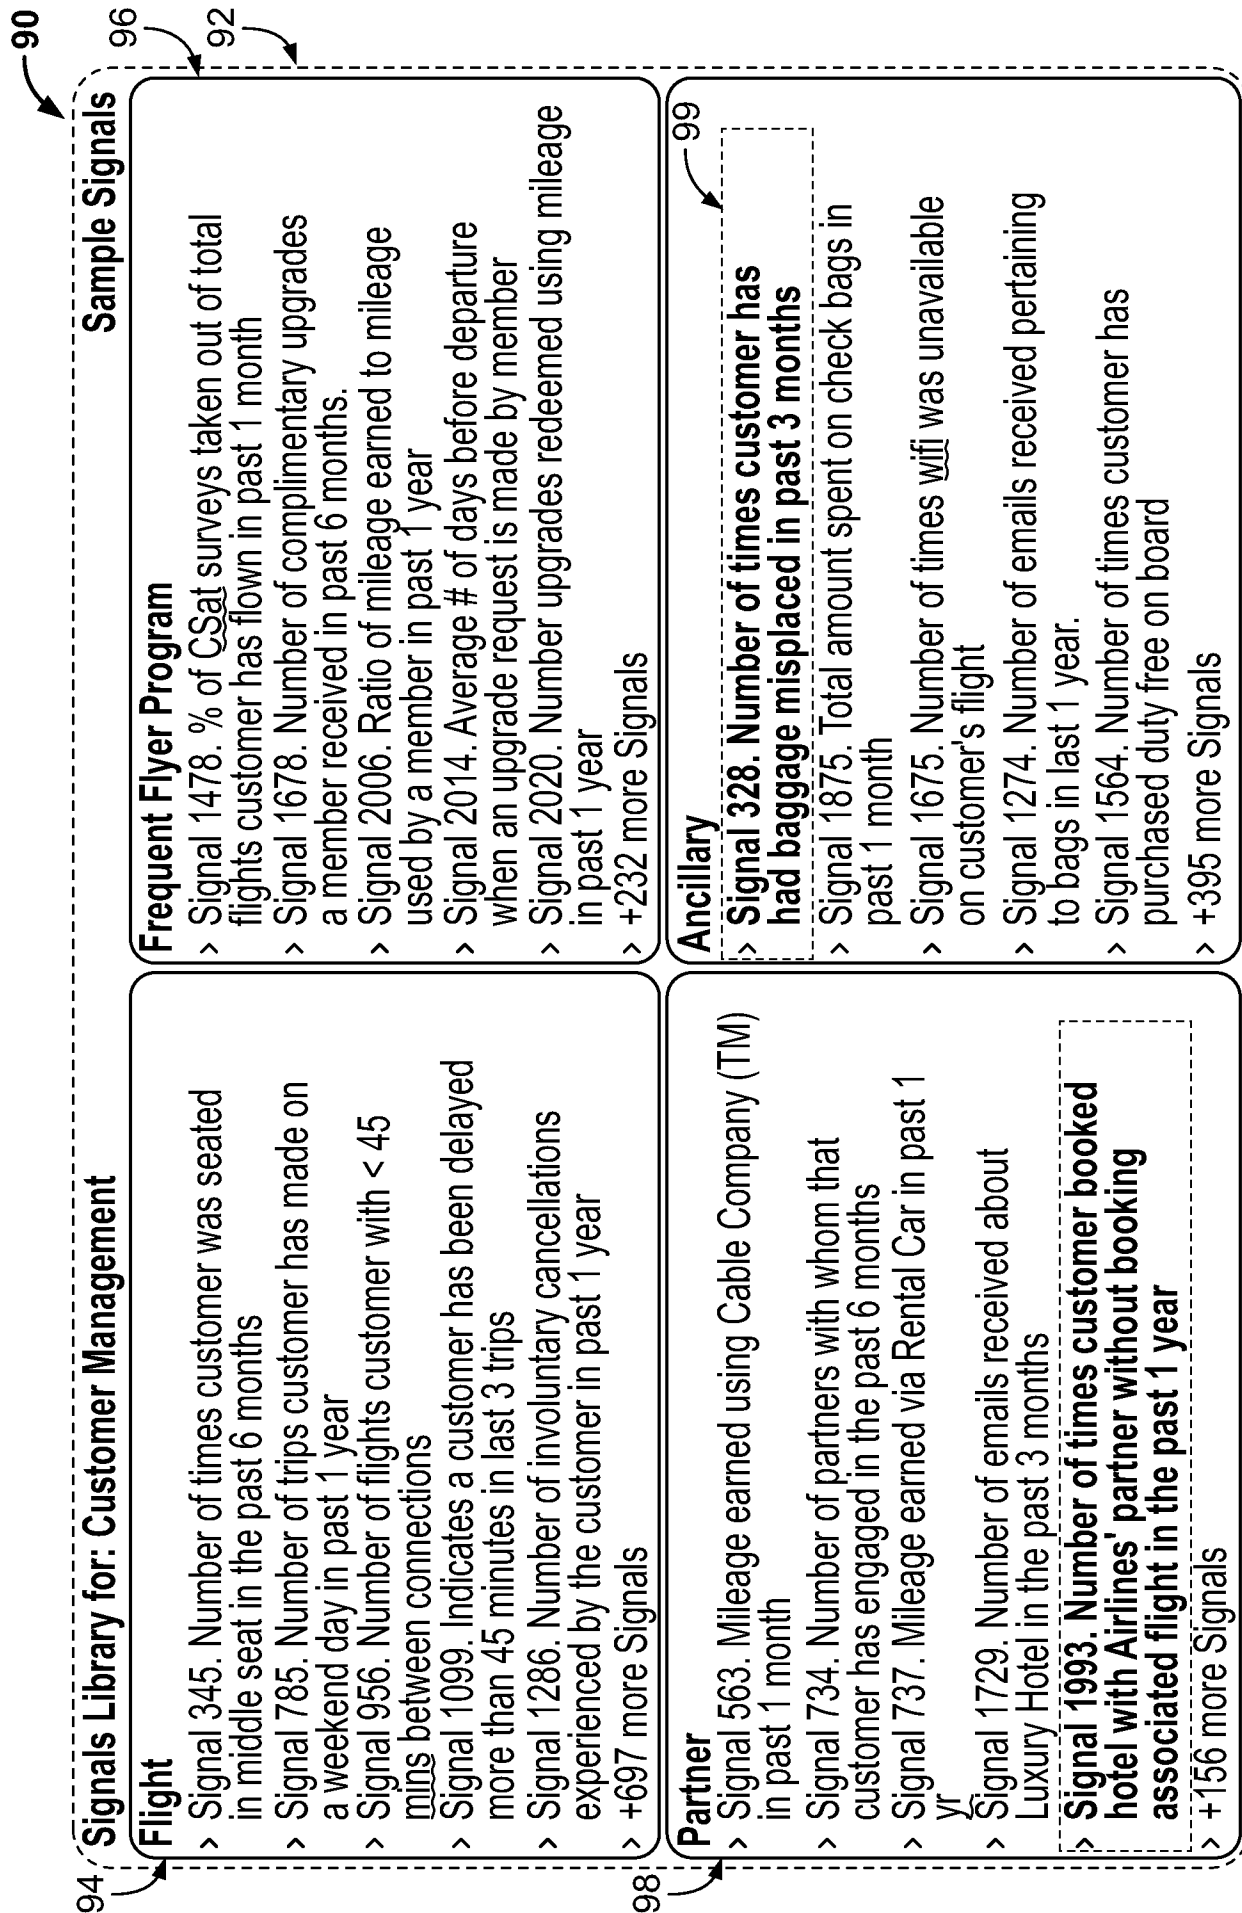 90
96
92
Signals Library for: Customer Management
Sample Signals
94
Flight
> Signal 345. Number of times customer was seated
in middle seat in the past 6 months
> Signal 785. Number of trips customer has made on
a weekend day in past 1 year
> Signal 956. Number of flights customer with < 45
mins between connections
> Signal 1099. Indicates a customer has been delayed
more than 45 minutes in last 3 trips
> Signal 1286. Number of involuntary cancellations
experienced by the customer in past 1 year
> +697 more Signals
Frequent Flyer Program
> Signal 1478. % of CSat surveys taken out of total
flights customer has flown in past 1 month
> Signal 1678. Number of complimentary upgrades
a member received in past 6 months.
> Signal 2006. Ratio of mileage earned to mileage
used by a member in past 1 year
> Signal 2014. Average # of days before departure
when an upgrade request is made by member
> Signal 2020. Number upgrades redeemed using mileage
in past 1 year
> +232 more Signals
98
Partner
> Signal 563. Mileage earned using Cable Company (TM)
in past 1 month
> Signal 734. Number of partners with whom that
customer has engaged in the past 6 months
> Signal 737. Mileage earned via Rental Car in past 1
yr
> Signal 1729. Number of emails received about
Luxury Hotel in the past 3 months
> Signal 1993. Number of times customer booked
hotel with Airlines' partner without booking
associated flight in the past 1 year
> +156 more Signals
99
Ancillary
> Signal 328. Number of times customer has
had baggage misplaced in past 3 months
> Signal 1875. Total amount spent on check bags in
past 1 month
> Signal 1675. Number of times wifi was unavailable
on customer's flight
> Signal 1274. Number of emails received pertaining
to bags in last 1 year.
> Signal 1564. Number of times customer has
purchased duty free on board
> +395 more Signals